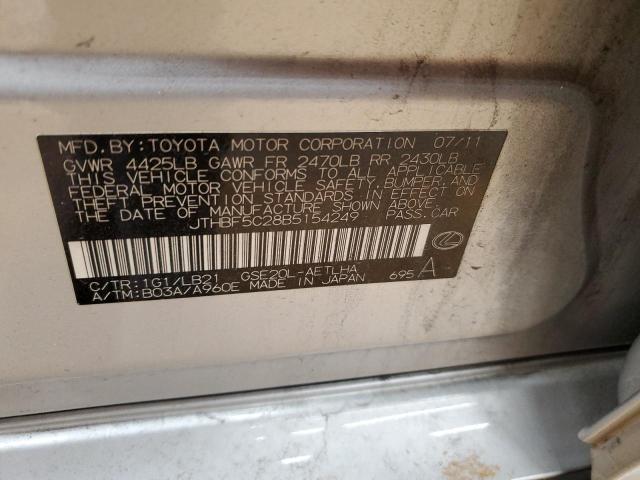 MFD. BY: TOYOTA MOTOR CORPORATION 07/11
GVWR 4425LB GAWR FR 2470LB RR 2430LB
THIS VEHICLE CONFORMS TO ALL APPLICABLE
FEDERAL MOTOR VEHICLE SAFETY, BUMPER AND
THEFT PREVENTION STANDARDS IN EFFECT ON
THE DATE OF MANUFACTURE SHOWN ABOVE.
JTHBF5C28B5154249 PASS. CAR
C/TR: 1G1/LB21 GSE20L-AETLHA
A/TM: B03A/A960E MADE IN JAPAN 695 A